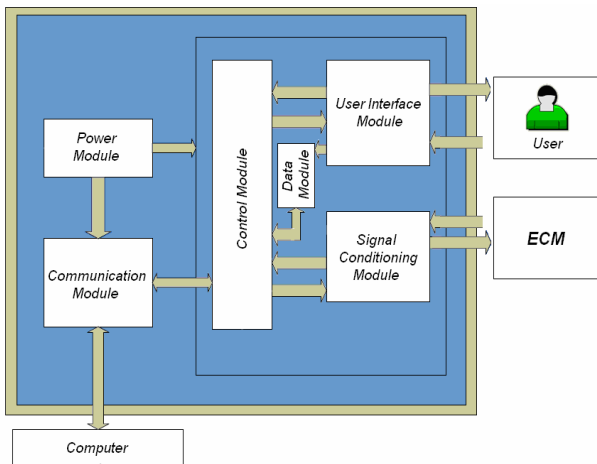 Power
Module
Communication
Module
Control Module
User Interface
Module
Data
Module
Signal
Conditioning
Module
User
ECM
Computer